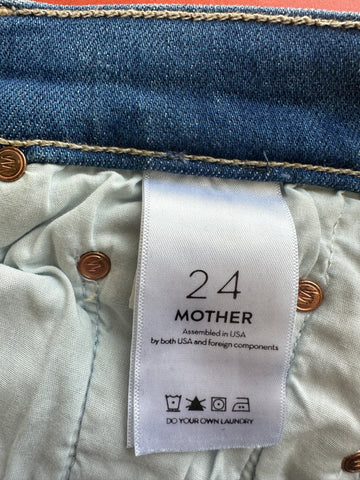 24
MOTHER
Assembled in USA
by both USA and foreign components
DO YOUR OWN LAUNDRY